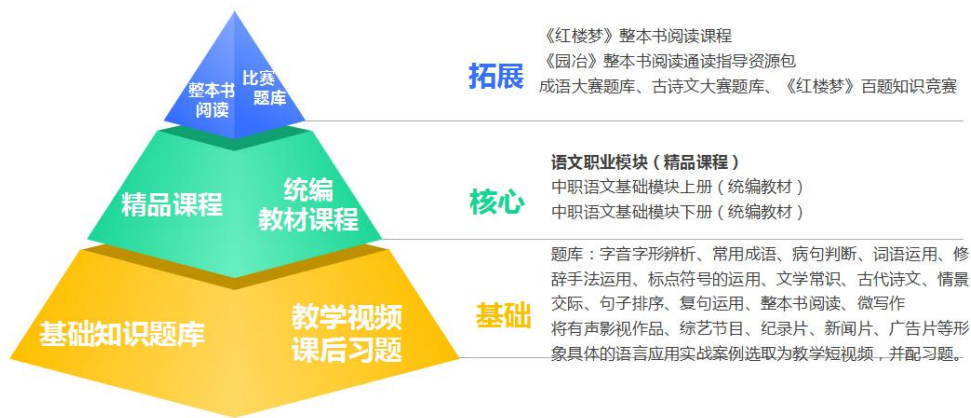 整本书
阅读
比赛
题库
拓展
《红楼梦》整本书阅读课程
《园冶》整本书阅读通读指导资源包
成语大赛题库、古诗文大赛题库、《红楼梦》百题知识竞赛
精品课程
统编
教材课程
核心
语文职业模块（精品课程）
中职语文基础模块上册（统编教材）
中职语文基础模块下册（统编教材）
基础知识题库
教学视频
课后习题
基础
题库：字音字形辨析、常用成语、病句判断、词语运用、修
辞手法运用、标点符号的运用、文学常识、古代诗文、情景
交际、句子排序、复句运用、整本书阅读、微写作
将有声影视作品、综艺节目、纪录片、新闻片、广告片等形
象具体的语言应用实战案例选取为教学短视频，并配习题。